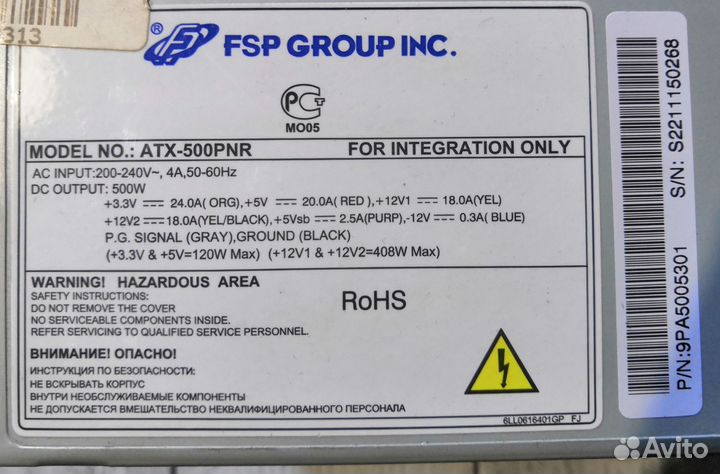 313
® FSP GROUP INC.
РСТ
МО05
MODEL NO.: ATX-500PNR FOR INTEGRATION ONLY
AC INPUT:200-240V~, 4A,50-60Hz
DC OUTPUT: 500W
+3.3V ⎓ 24.0A( ORG),+5V ⎓ 20.0A( RED), +12V1 ⎓ 18.0A(YEL)
+12V2 ⎓18.0A(YEL/BLACK),+5Vsb ⎓ 2.5A(PURP),-12V ⎓ 0.3A( BLUE)
P.G. SIGNAL (GRAY),GROUND (BLACK)
(+3.3V & +5V=120W Max) (+12V1 & +12V2=408W Max)
WARNING! HAZARDOUS AREA
SAFETY INSTRUCTIONS:
DO NOT REMOVE THE COVER
NO SERVICEABLE COMPONENTS INSIDE.
REFER SERVICING TO QUALIFIED SERVICE PERSONNEL.
RoHS
ВНИМАНИЕ! ОПАСНО!
ИНСТРУКЦИЯ ПО БЕЗОПАСНОСТИ:
НЕ ВСКРЫВАТЬ КОРПУС
ВНУТРИ НЕОБСЛУЖИВАЕМЫЕ КОМПОНЕНТЫ
НЕ ДОПУСКАЕТСЯ ВМЕШАТЕЛЬСТВО НЕКВАЛИФИЦИРОВАННОГО ПЕРСОНАЛА
6LL0616401GP FJ
P/N:9PA5005301 S/N: S2211150268
Avito